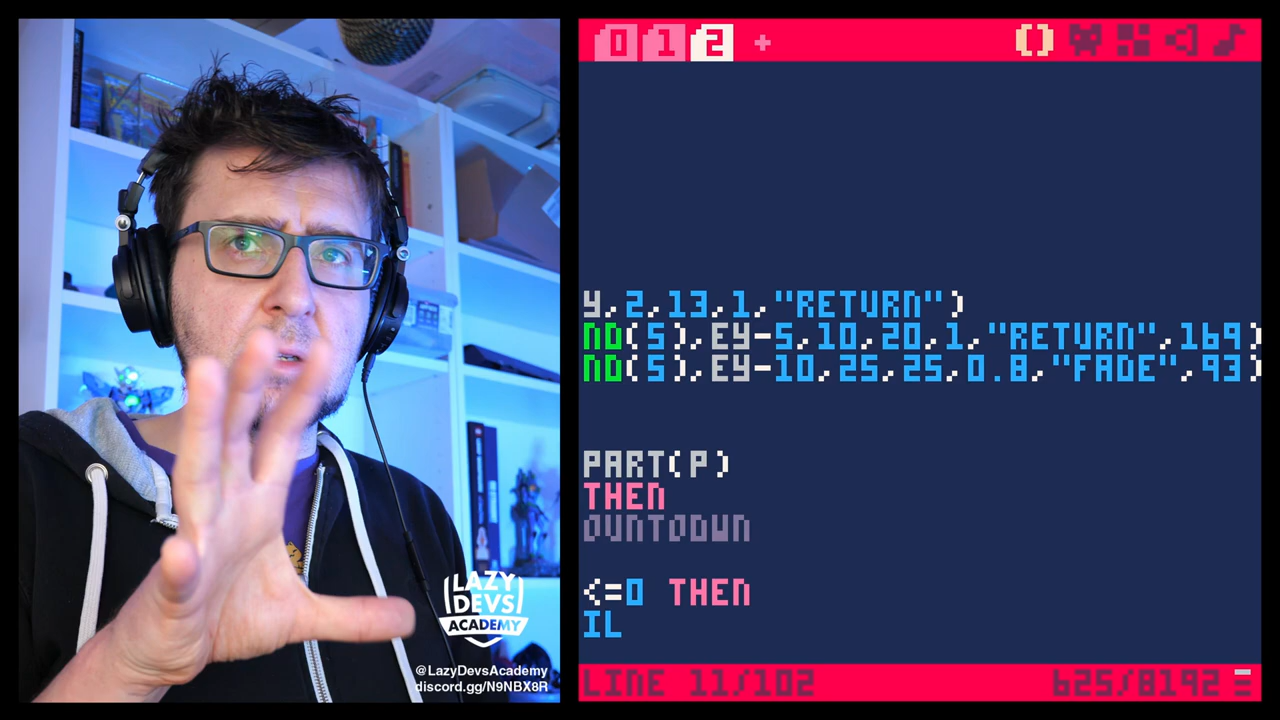 LAZY
DEVS
ACADEMY
@LazyDevsAcademy
discord.gg/N9NBX8R
0 1 2 +
Y,2,13,1,"RETURN")
ND(5),EY-5,10,20,1,"RETURN",169)
ND(5),EY-10,25,25,0.8,"FADE",93)
PART(P)
THEN
OUNTDOWN
<=0 THEN
IL
LINE 11/102
625/8192